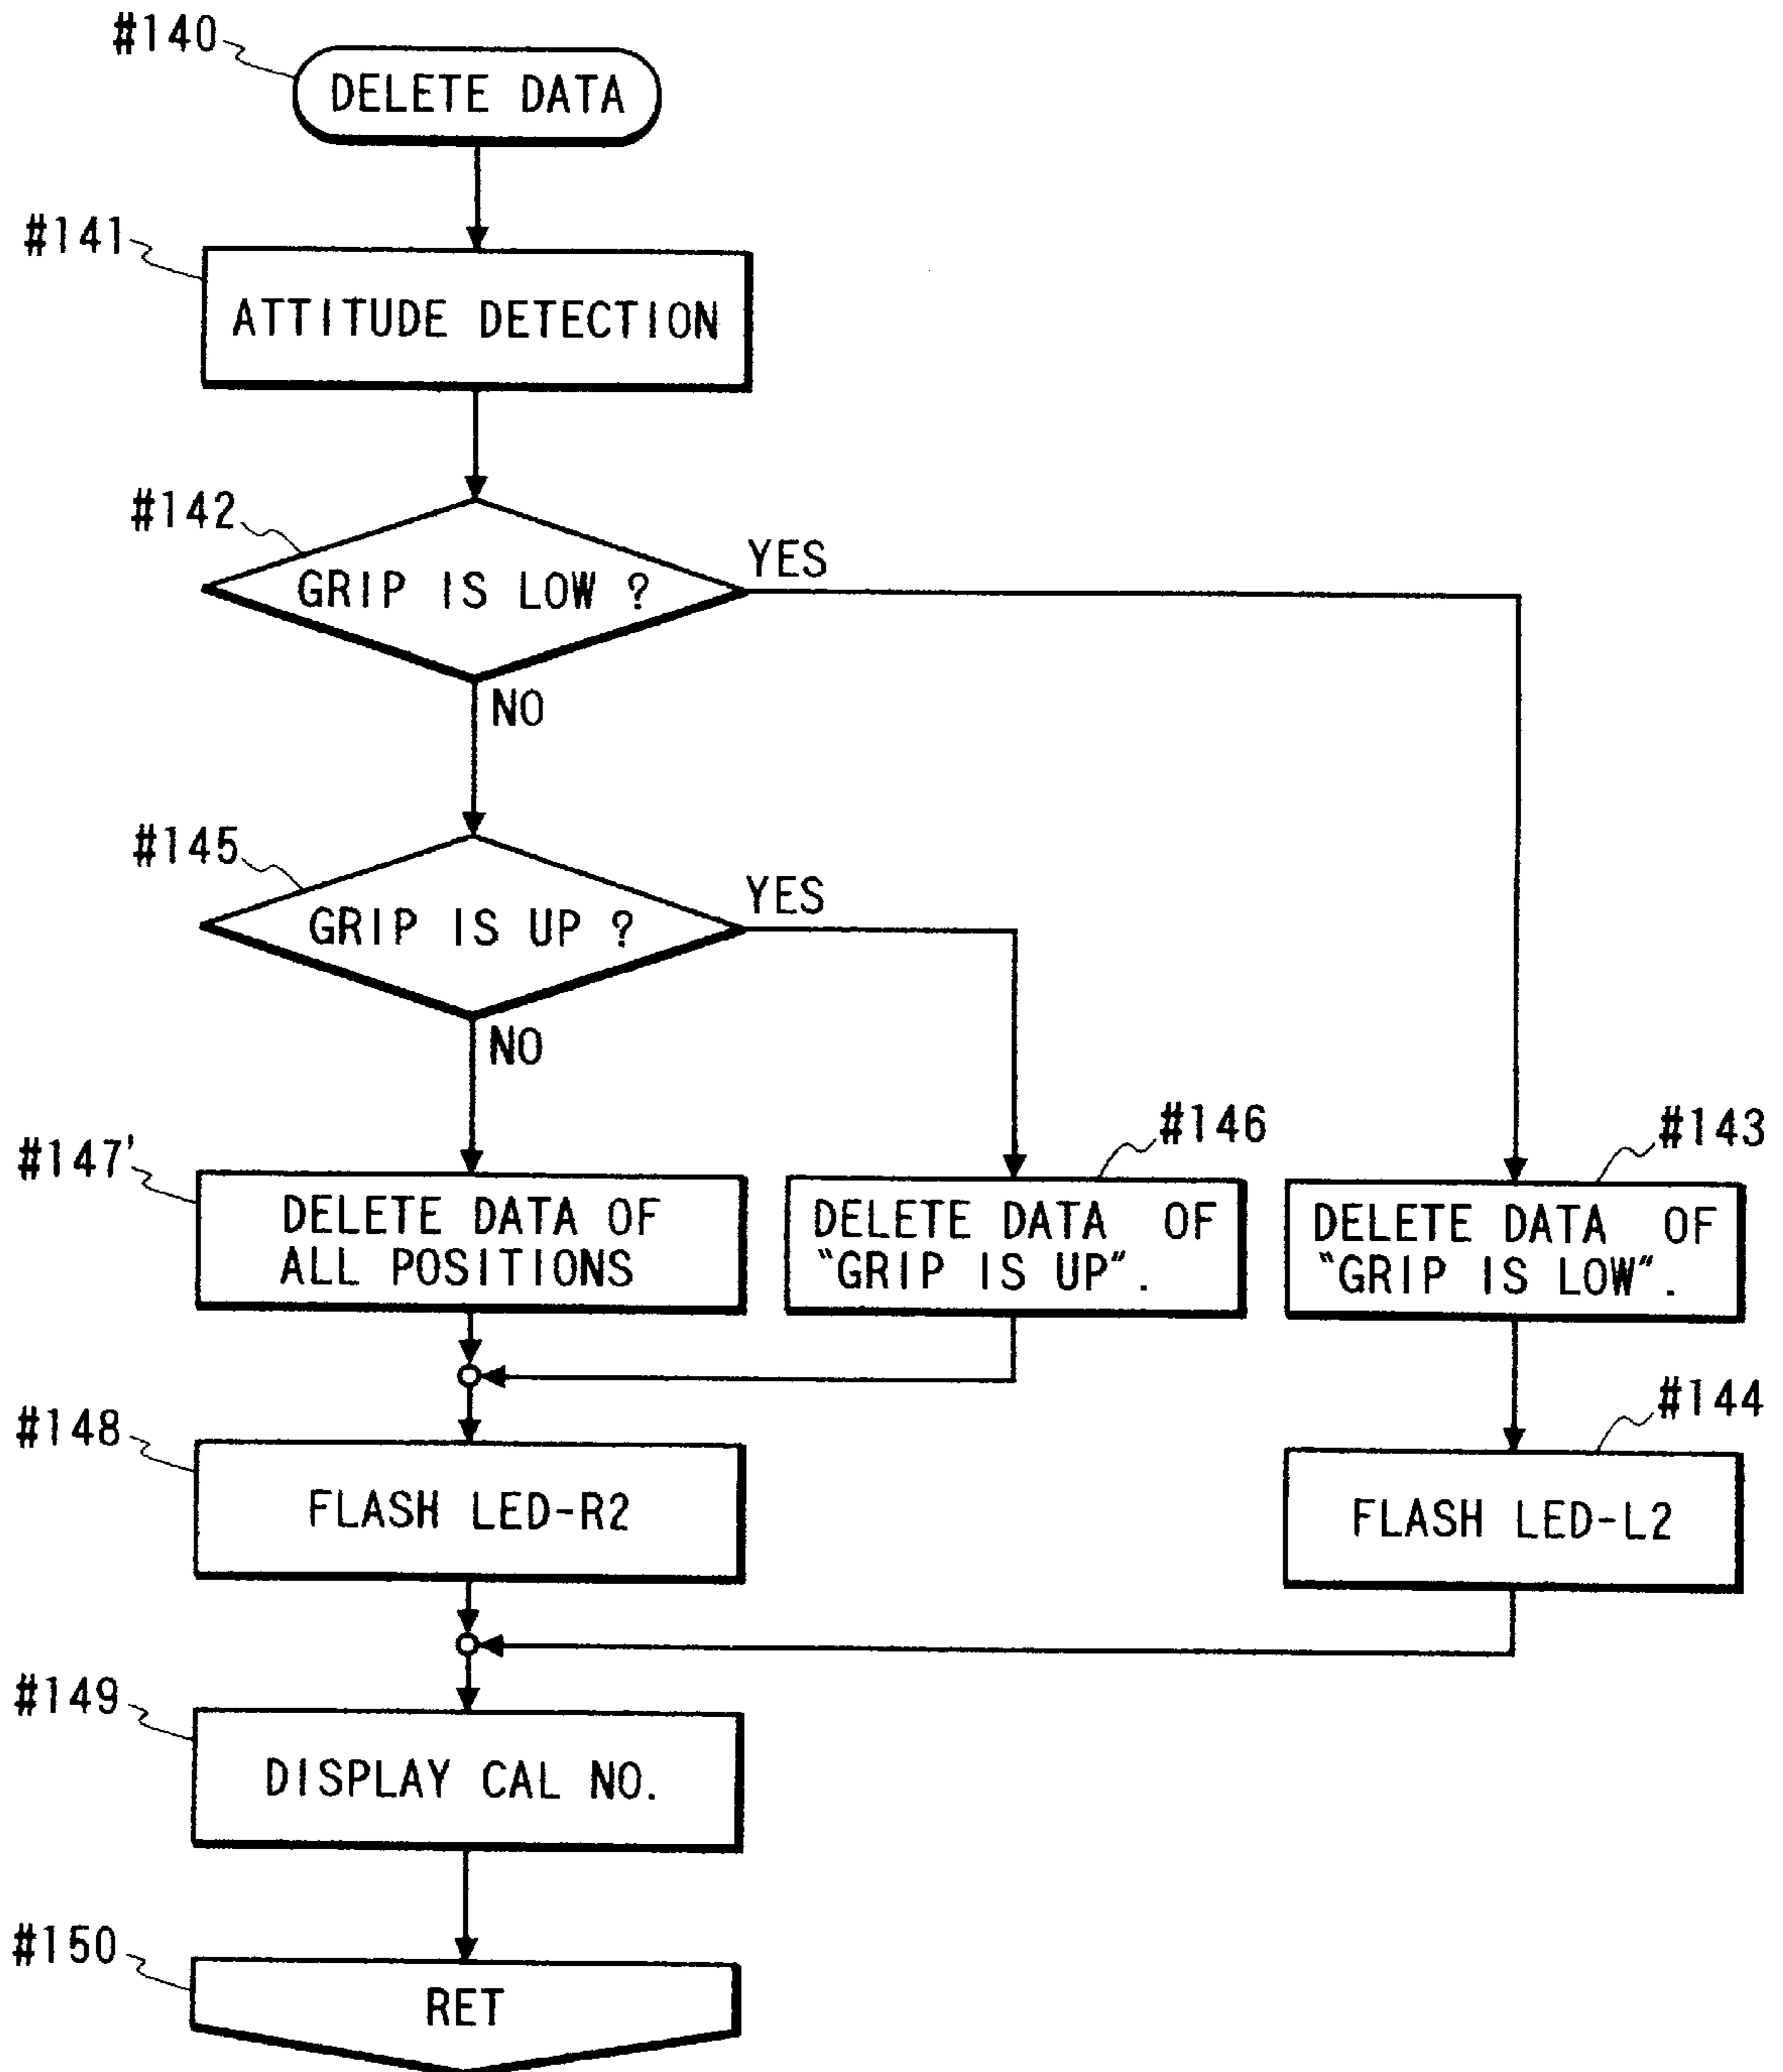 #140
DELETE DATA
#141
ATTITUDE DETECTION
#142
GRIP IS LOW ?
YES
NO
#145
GRIP IS UP ?
YES
NO
#147'
DELETE DATA OF
ALL POSITIONS
#146
DELETE DATA OF
"GRIP IS UP".
#143
DELETE DATA OF
"GRIP IS LOW".
#148
FLASH LED-R2
#144
FLASH LED-L2
#149
DISPLAY CAL NO.
#150
RET